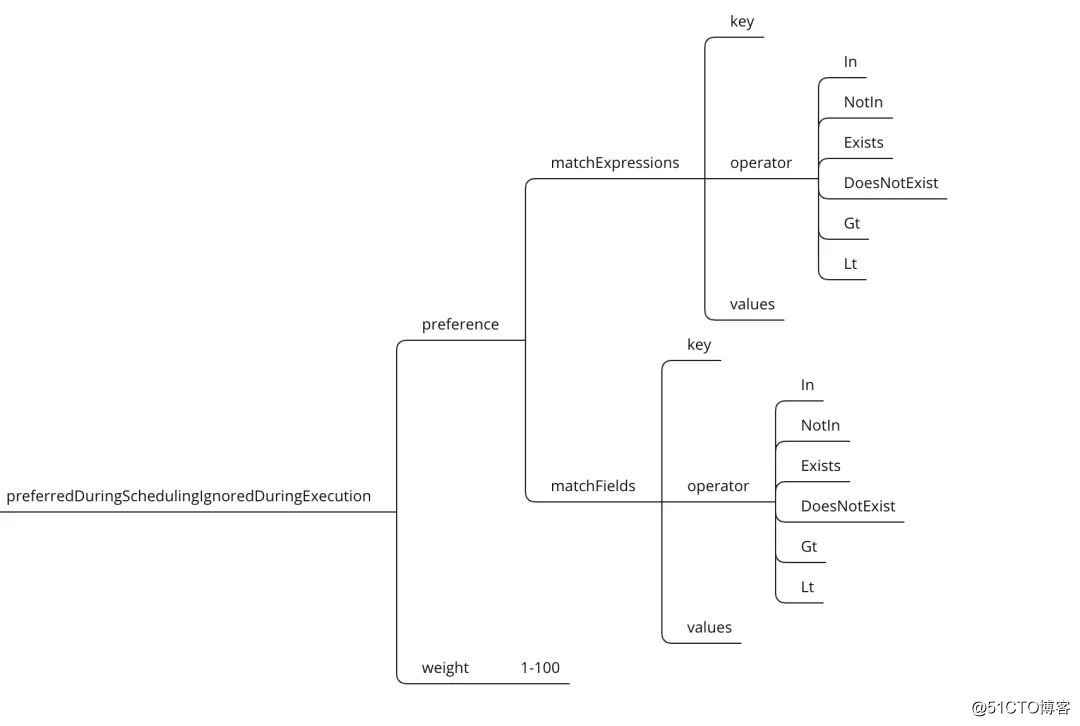 key
In
NotIn
Exists
matchExpressions
operator
DoesNotExist
Gt
Lt
values
preference
key
In
NotIn
Exists
matchFields
operator
preferredDuringSchedulingIgnoredDuringExecution
DoesNotExist
Gt
Lt
values
weight
1-100
@51CTO博客